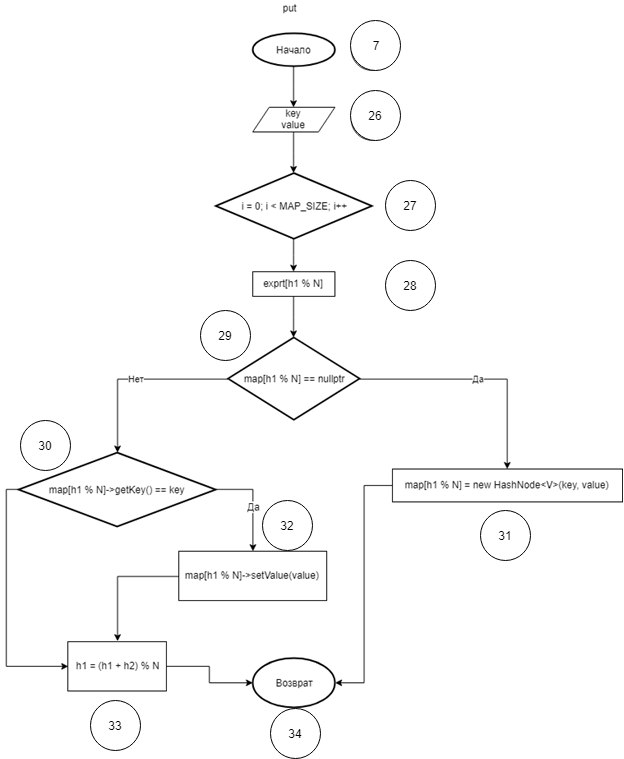 put
Начало
7
key
value
26
i = 0; i < MAP_SIZE; i++
27
exprt[h1 % N]
28
29
map[h1 % N] == nullptr
Нет
Да
30
map[h1 % N]->getKey() == key
map[h1 % N] = new HashNode<V>(key, value)
Да
32
31
map[h1 % N]->setValue(value)
h1 = (h1 + h2) % N
Возврат
33
34